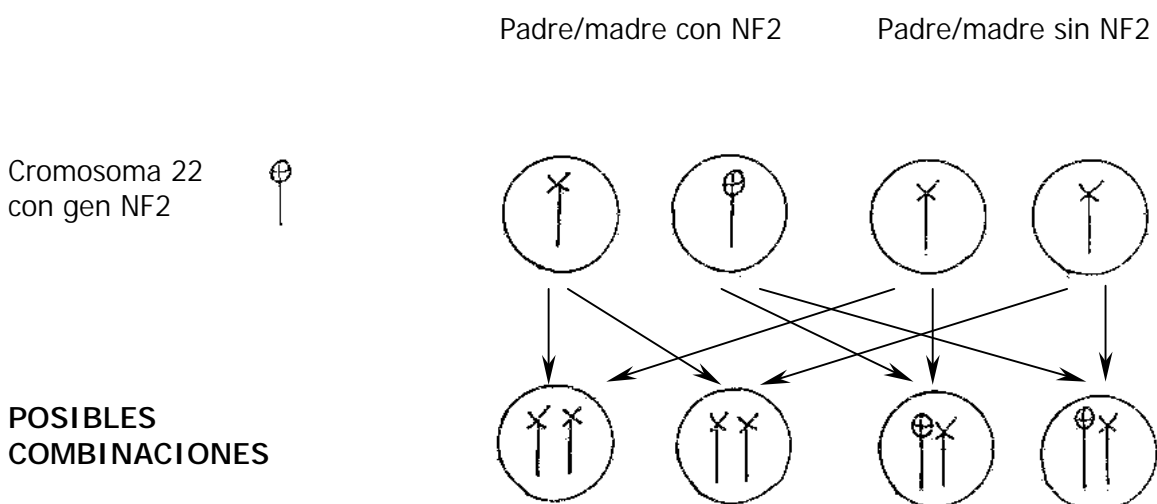 Padre/madre con NF2
Padre/madre sin NF2
Cromosoma 22
con gen NF2
POSIBLES
COMBINACIONES